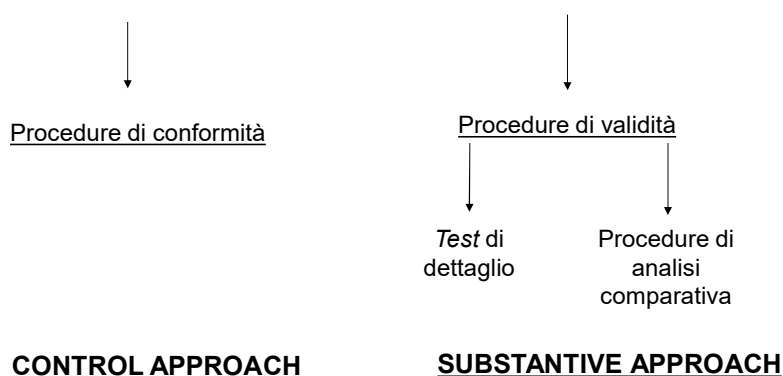 Procedure di conformità
Procedure di validità
Test di
dettaglio
Procedure di
analisi
comparativa
CONTROL APPROACH
SUBSTANTIVE APPROACH